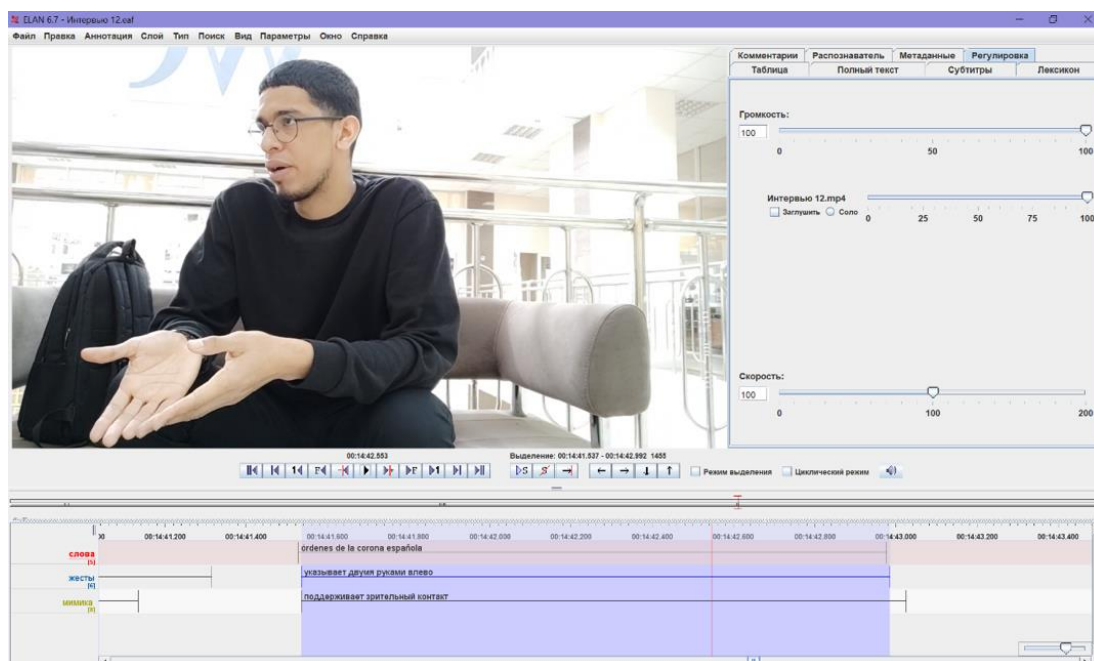 ELAN 6.7 - Интервью 12.eaf
Файл Правка Аннотация Слой Тип Поиск Вид Параметры Окно Справка
Комментарии Распознаватель Метаданные Регулировка
Таблица Полный текст Субтитры Лексикон
Громкость:
100
0 50 100
Интервью 12.mp4
Заглушить Соло
0 25 50 75 100
Скорость:
100
0 100 200
00:14:42.553
Выделение: 00:14:41.537 - 00:14:42.992 1455
Режим выделения Циклический режим
00:14:41.200 00:14:41.400 00:14:41.600 00:14:41.800 00:14:42.000 00:14:42.200 00:14:42.400 00:14:42.600 00:14:42.800 00:14:43.000 00:14:43.200 00:14:43.400
слова
[5]
órdenes de la corona española
жесты
[6]
указывает двумя руками влево
мимика
поддерживает зрительный контакт